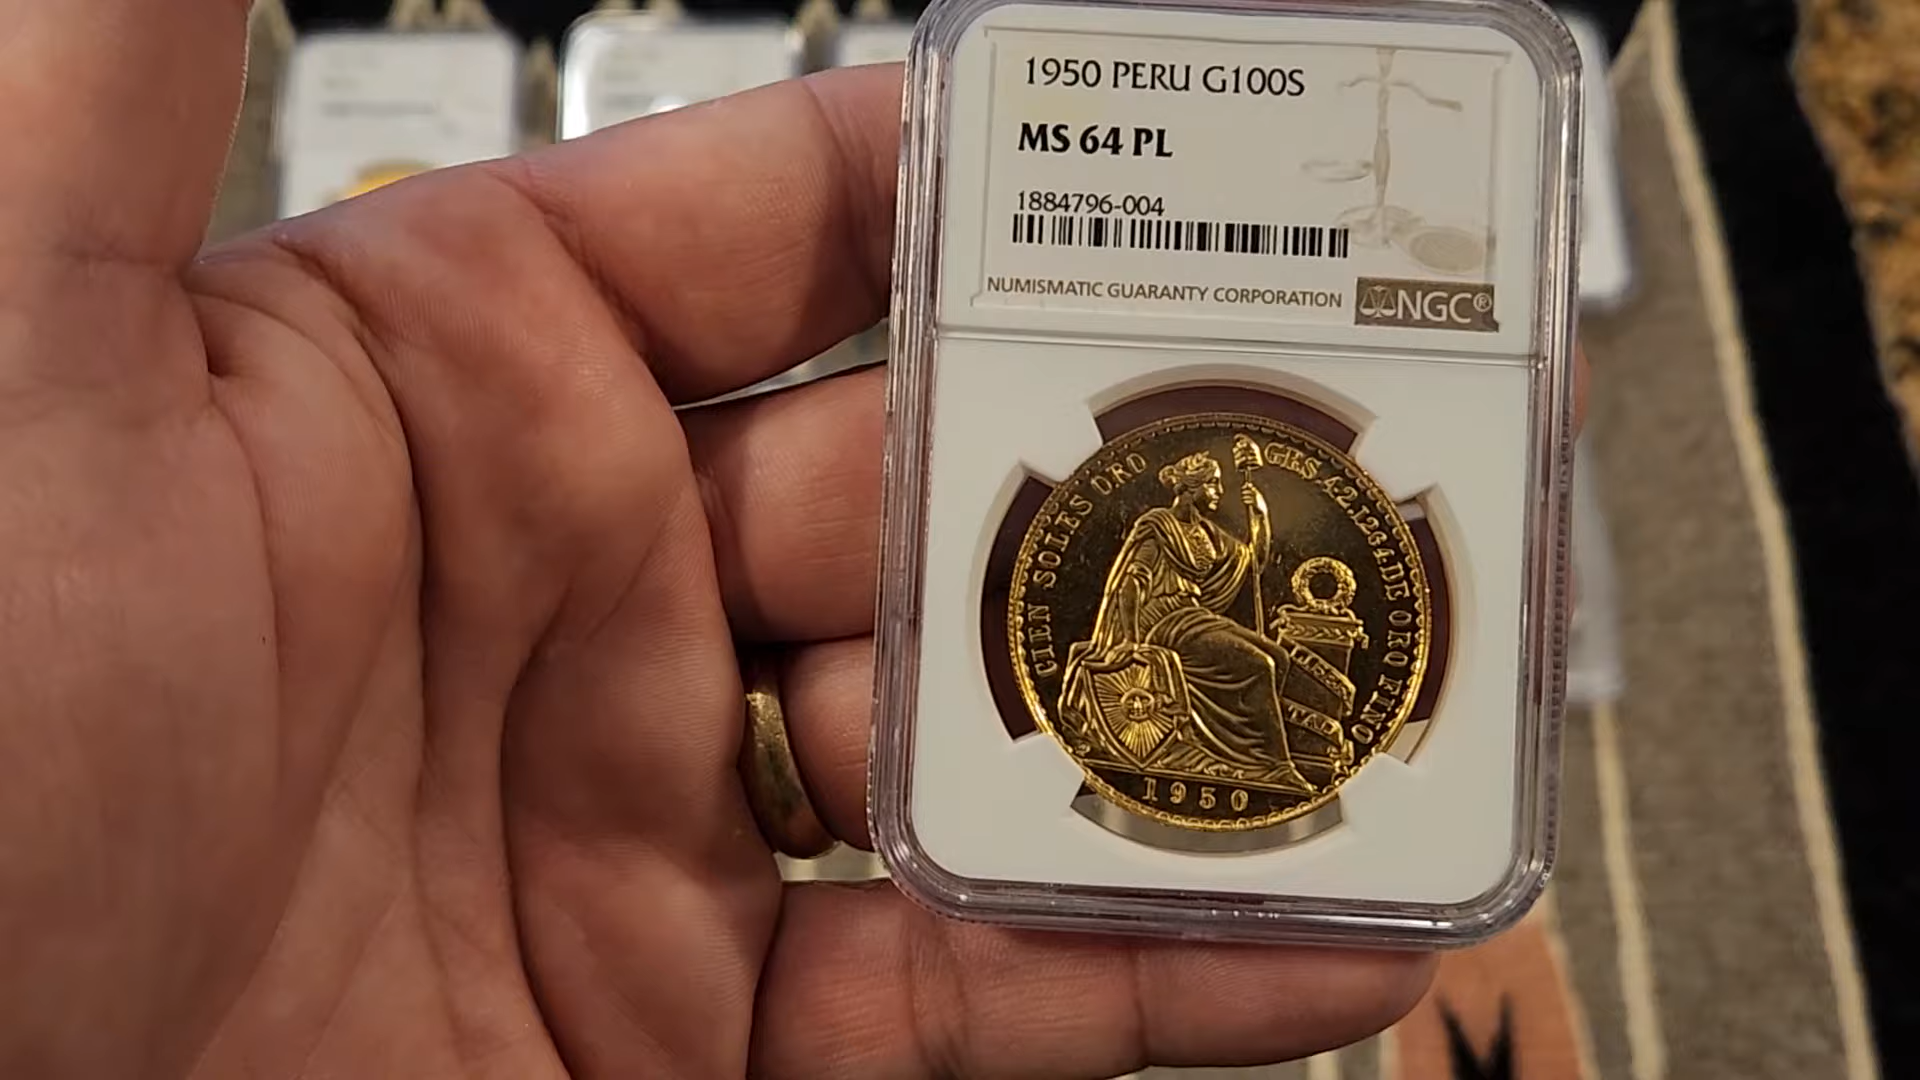 1950 PERU G100S
MS 64 PL
1884796-004
NUMISMATIC GUARANTY CORPORATION NGC®
CIEN SOLES ORO GRS.42.1264.DE ORO FINO
TAD
1950